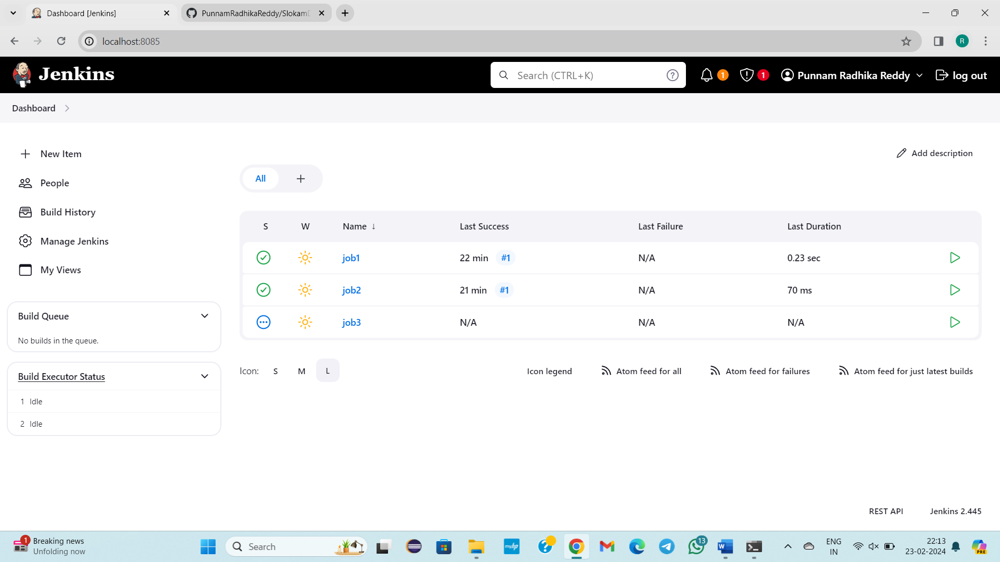 Dashboard [Jenkins]
PunnamRadhikaReddy/SlokamD
localhost:8085
R
Jenkins
Search (CTRL+K)
?
1
1
Punnam Radhika Reddy
log out
Dashboard
New Item
People
Build History
Manage Jenkins
My Views
Add description
All
S W Name ↓ Last Success Last Failure Last Duration
job1 22 min #1 N/A 0.23 sec
job2 21 min #1 N/A 70 ms
job3 N/A N/A N/A
Build Queue
No builds in the queue.
Build Executor Status
1 Idle
2 Idle
Icon: S M L
Icon legend
Atom feed for all
Atom feed for failures
Atom feed for just latest builds
REST API
Jenkins 2.445
1
Breaking news
Unfolding now
Search
myhp
?
13
W
ENG
IN
22:13
23-02-2024
PRE